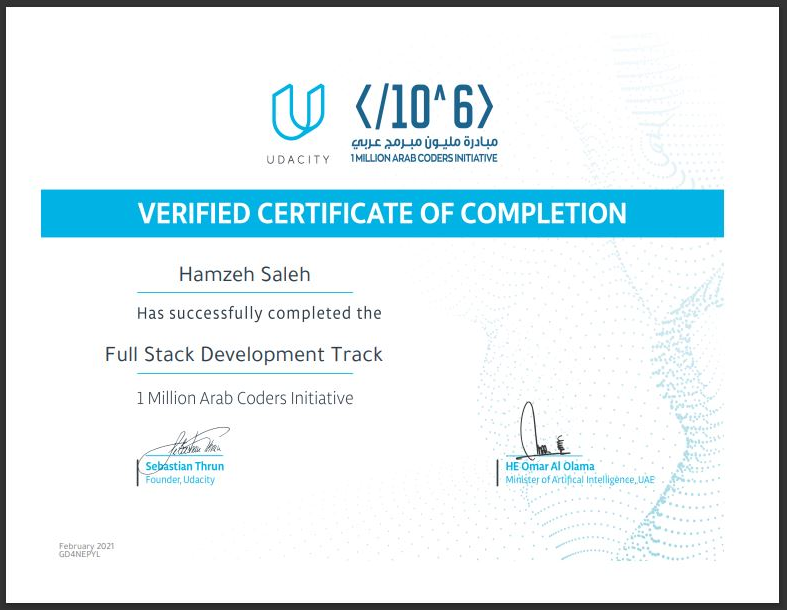 UDACITY
</10^6>
مبادرة مليون مبرمج عربي
1 MILLION ARAB CODERS INITIATIVE
VERIFIED CERTIFICATE OF COMPLETION
Hamzeh Saleh
Has successfully completed the
Full Stack Development Track
1 Million Arab Coders Initiative
Sebastian Thrun
Founder, Udacity
HE Omar Al Olama
Minister of Artifical Intelligence, UAE
February 2021
GD4NEPYL